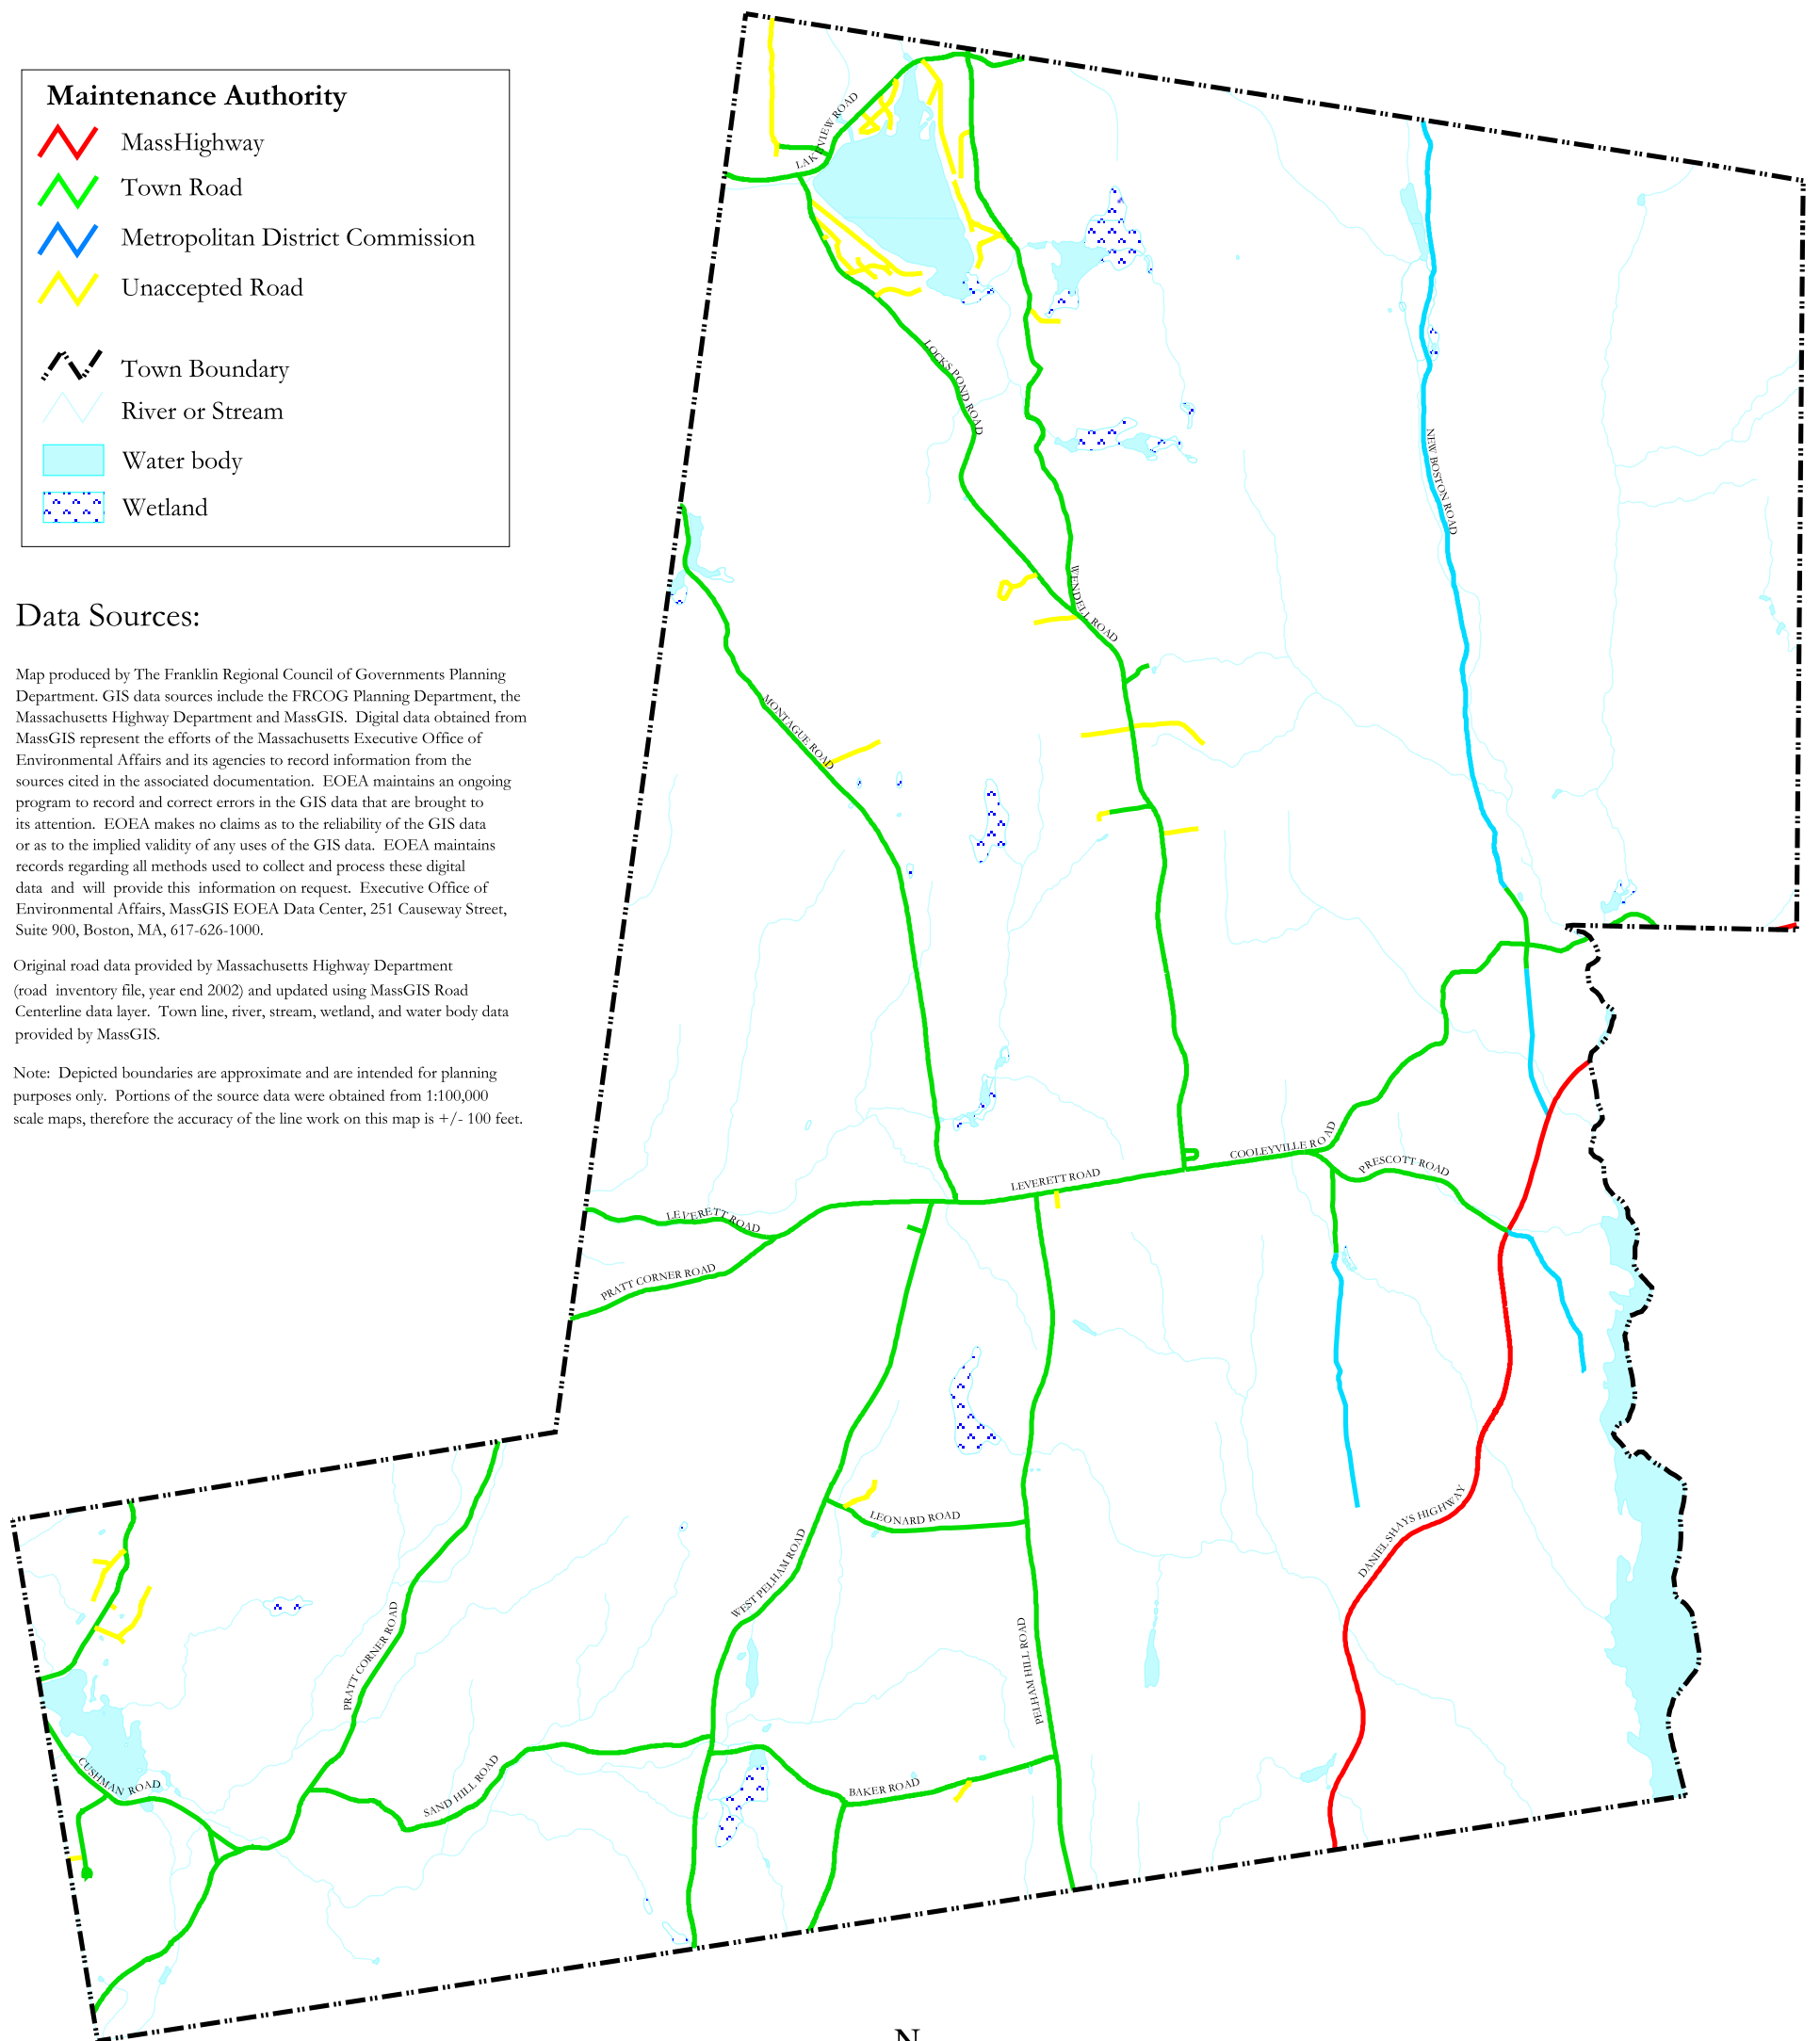 Maintenance Authority
MassHighway
Town Road
Metropolitan District Commission
Unaccepted Road
Town Boundary
River or Stream
Water body
Wetland
Data Sources:
Map produced by The Franklin Regional Council of Governments Planning
Department. GIS data sources include the FRCOG Planning Department, the
Massachusetts Highway Department and MassGIS.  Digital data obtained from
MassGIS represent the efforts of the Massachusetts Executive Office of
Environmental Affairs and its agencies to record information from the
sources cited in the associated documentation.  EOEA maintains an ongoing
program to record and correct errors in the GIS data that are brought to
its attention.  EOEA makes no claims as to the reliability of the GIS data
or as to the implied validity of any uses of the GIS data.  EOEA maintains
records regarding all methods used to collect and process these digital
data  and  will  provide this  information on request.  Executive Office of
Environmental Affairs, MassGIS EOEA Data Center, 251 Causeway Street,
Suite 900, Boston, MA, 617-626-1000.
Original road data provided by Massachusetts Highway Department
(road  inventory file, year end 2002) and updated using MassGIS Road
Centerline data layer.  Town line, river, stream, wetland, and water body data
provided by MassGIS.
Note:  Depicted boundaries are approximate and are intended for planning
purposes only.  Portions of the source data were obtained from 1:100,000
scale maps, therefore the accuracy of the line work on this map is +/- 100 feet.
LAKEVIEW ROAD
LOCKS POND ROAD
NEW BOSTON ROAD
WENDELL ROAD
MONTAGUE ROAD
COOLEYVILLE ROAD
PRESCOTT ROAD
LEVERETT ROAD
LEVERETT ROAD
PRATT CORNER ROAD
DANIEL SHAYS HIGHWAY
LEONARD ROAD
WEST PELHAM ROAD
PRATT CORNER ROAD
PELHAM HILL ROAD
CUSHMAN ROAD
SAND HILL ROAD
BAKER ROAD
N